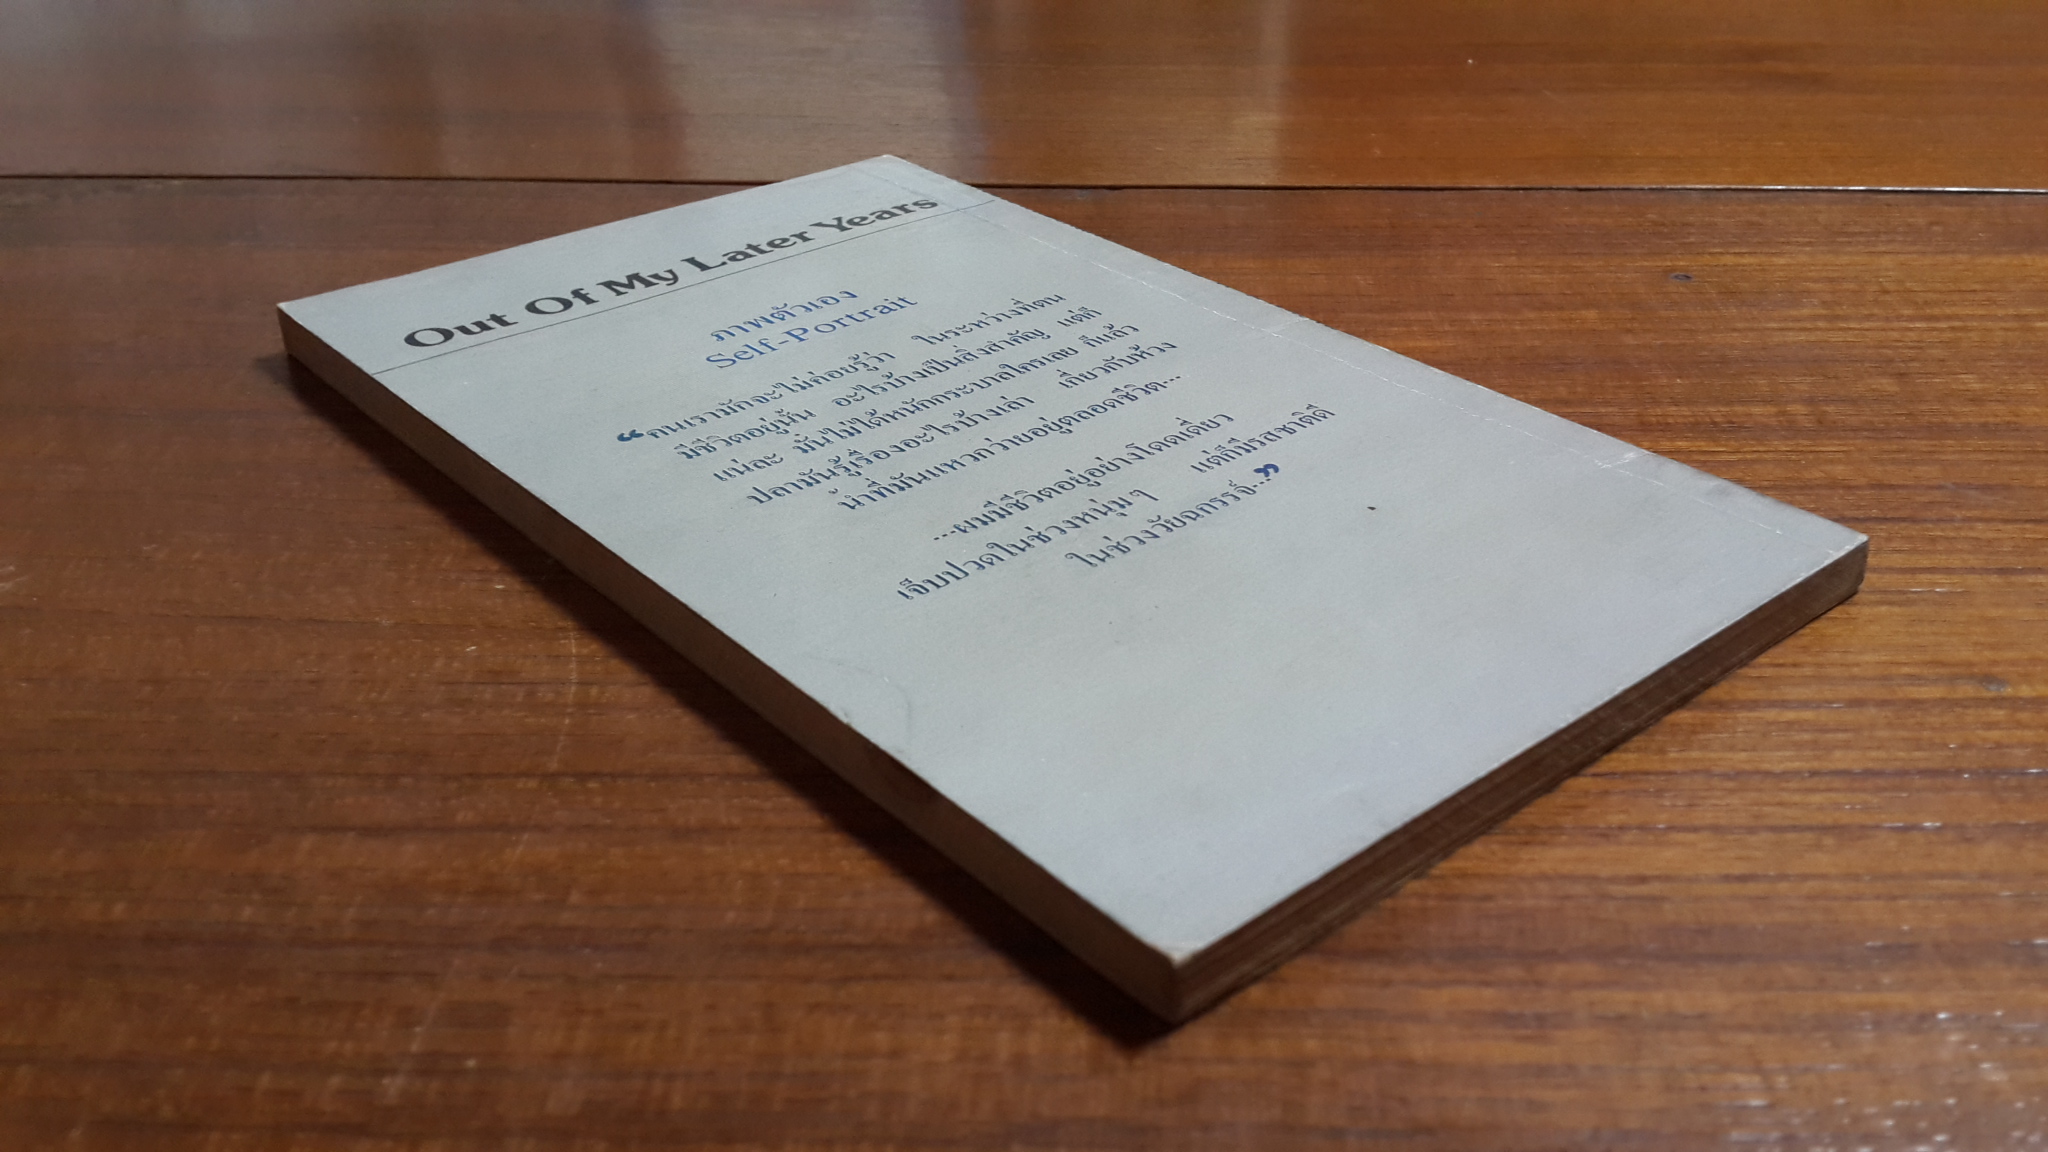 Out Of My Later Years
ภาพตัวเอง
Self-Portrait
“คนเรามักจะไม่ค่อยรู้ว่า ในระหว่างที่ตน
มีชีวิตอยู่นั้น อะไรบ้างเป็นสิ่งสำคัญ แต่ก็
แน่ละ มันไม่ได้หนักกระบาลใครเลย ก็แล้ว
ปลามันรู้เรื่องอะไรบ้างเล่า เกี่ยวกับห้วง
น้ำที่มันแหวกว่ายอยู่ตลอดชีวิต...
...ผมมีชีวิตอยู่อย่างโดดเดี่ยว
เจ็บปวดในช่วงหนุ่มๆ แต่ก็มีรสชาติดี
ในช่วงวัยฉกรรจ์...”